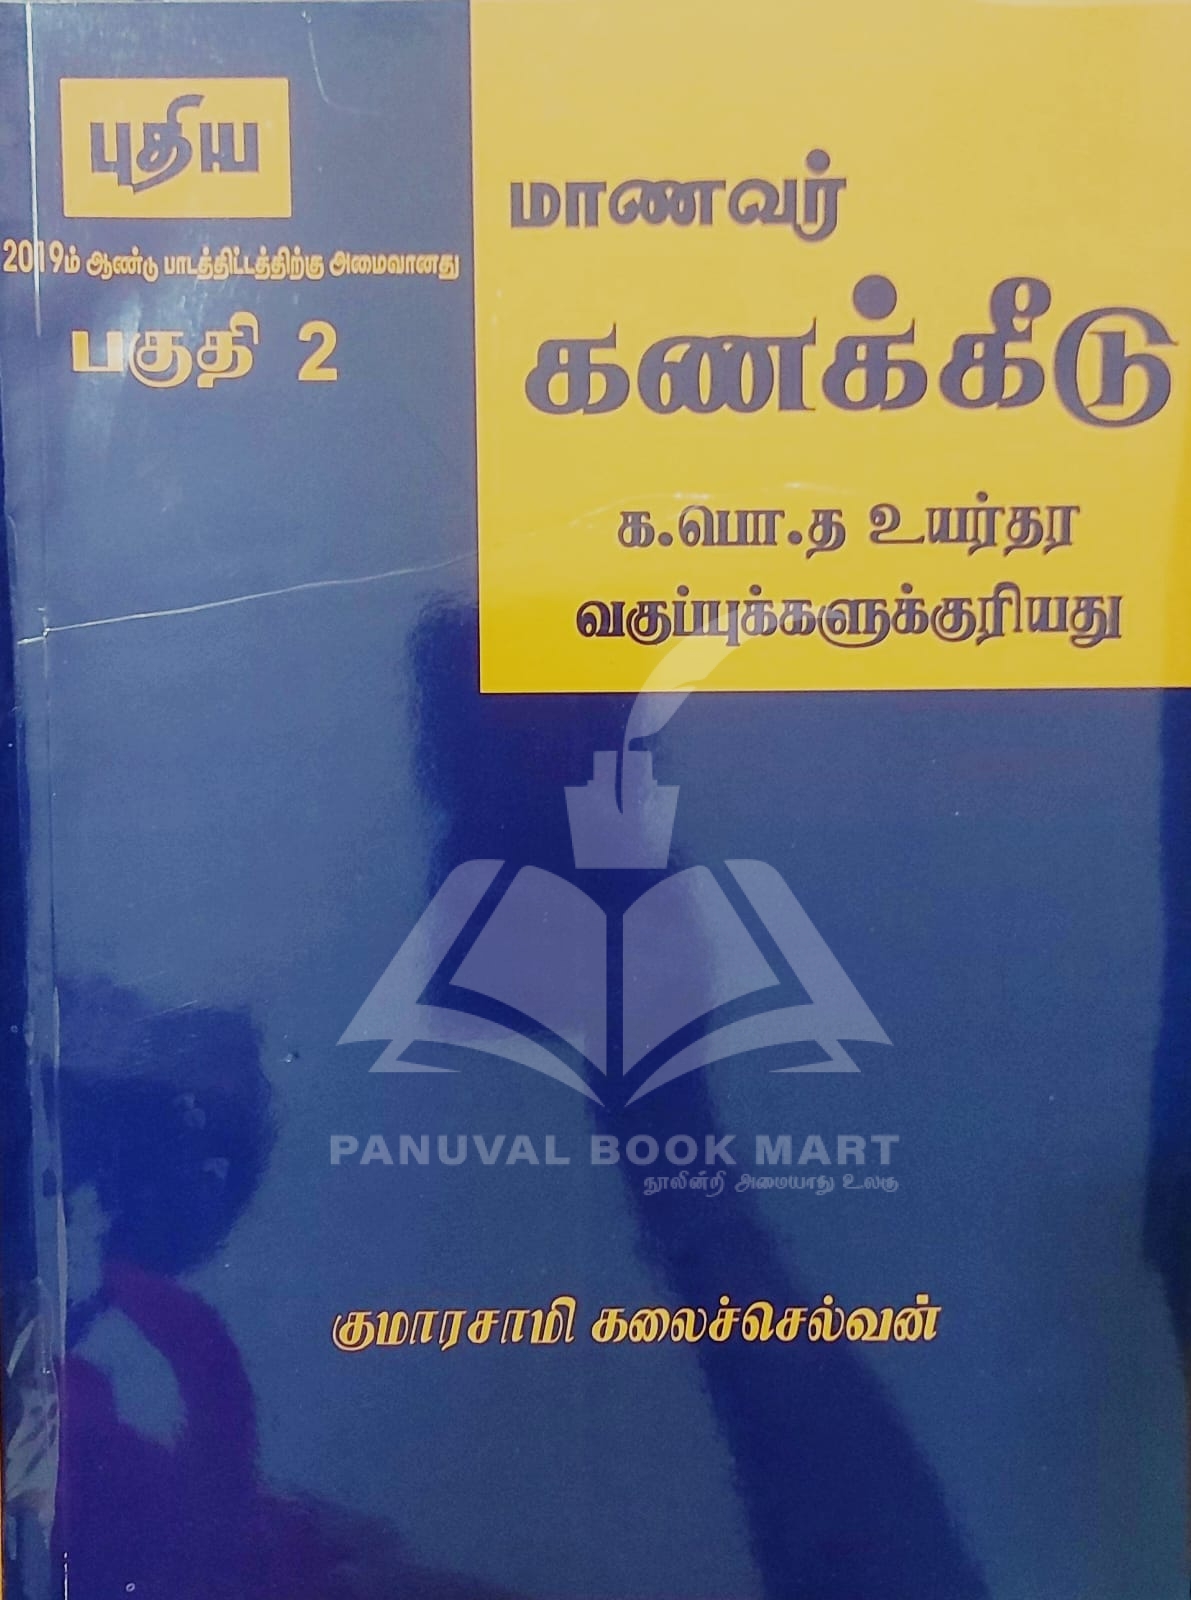 புதிய
2019ம் ஆண்டு பாடத்திட்டத்திற்கு அமைவானது
பகுதி 2
மாணவர்
கணக்கீடு
க.பொ.த உயர்தர
வகுப்புக்களுக்குரியது
PANUVAL BOOK MART
நூலின்றி அமையாது உலகு
குமாரசாமி கலைச்செல்வன்